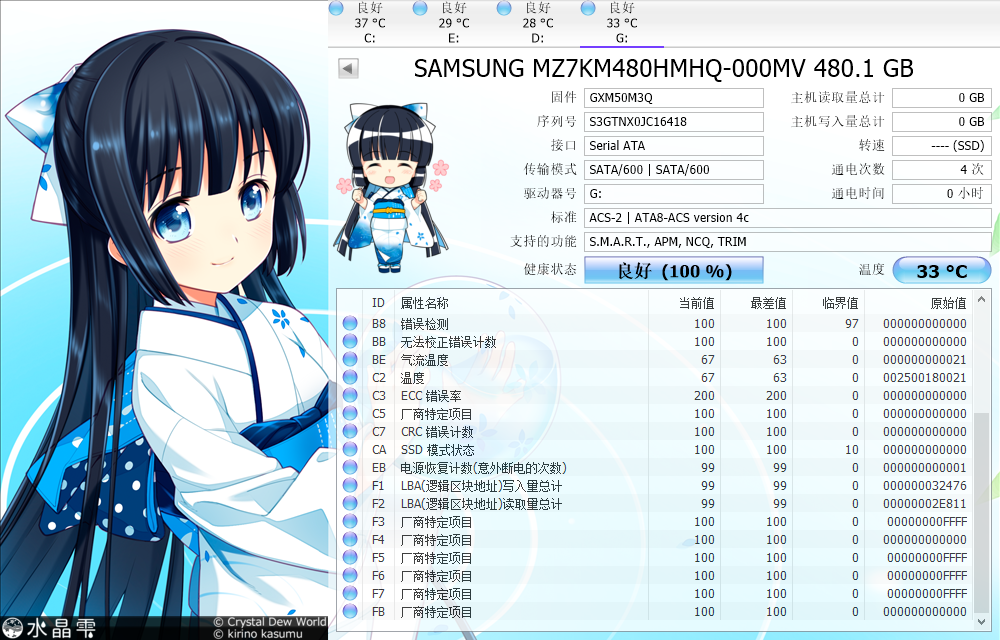 良好 良好 良好 良好
37 °C 29 °C 28 °C 33 °C
C: E: D: G:
SAMSUNG MZ7KM480HMHQ-000MV 480.1 GB
固件 GXM50M3Q 主机读取量总计 0 GB
序列号 S3GTNX0JC16418 主机写入量总计 0 GB
接口 Serial ATA 转速 ---- (SSD)
传输模式 SATA/600 | SATA/600 通电次数 4 次
驱动器号 G: 通电时间 0 小时
标准 ACS-2 | ATA8-ACS version 4c
支持的功能 S.M.A.R.T., APM, NCQ, TRIM
健康状态 良好 (100 %) 温度 33 °C
ID 属性名称 当前值 最差值 临界值 原始值
B8 错误检测 100 100 97 000000000000
BB 无法校正错误计数 100 100 0 000000000000
BE 气流温度 67 63 0 000000000021
C2 温度 67 63 0 002500180021
C3 ECC 错误率 200 200 0 000000000000
C5 厂商特定项目 100 100 0 000000000000
C7 CRC 错误计数 100 100 0 000000000000
CA SSD 模式状态 100 100 10 000000000000
EB 电源恢复计数(意外断电的次数) 99 99 0 000000000001
F1 LBA(逻辑区块地址)写入量总计 99 99 0 000000032476
F2 LBA(逻辑区块地址)读取量总计 99 99 0 00000002E811
F3 厂商特定项目 100 100 0 00000000FFFF
F4 厂商特定项目 100 100 0 000000000000
F5 厂商特定项目 100 100 0 00000000FFFF
F6 厂商特定项目 100 100 0 00000000FFFF
F7 厂商特定项目 100 100 0 00000000FFFF
FB 厂商特定项目 100 100 0 000000000000
水晶雫
© Crystal Dew World
© kirino kasumu